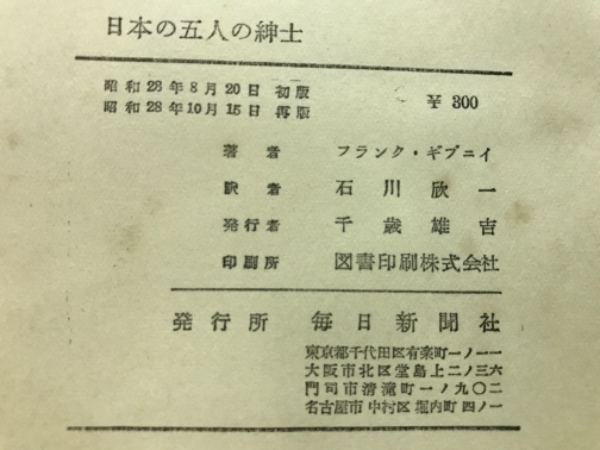 日本の五人の紳士
昭和28年8月20日 初版
昭和28年10月15日 再版
¥ 300
著者 フランク・ギブニイ
訳者 石川欣一
発行者 千歳雄吉
印刷所 図書印刷株式会社
発行所 毎日新聞社
東京都千代田区有楽町一ノ一一
大阪市北区堂島上二ノ三六
門司市清滝町一ノ九〇二
名古屋市中村区堀内町四ノ一